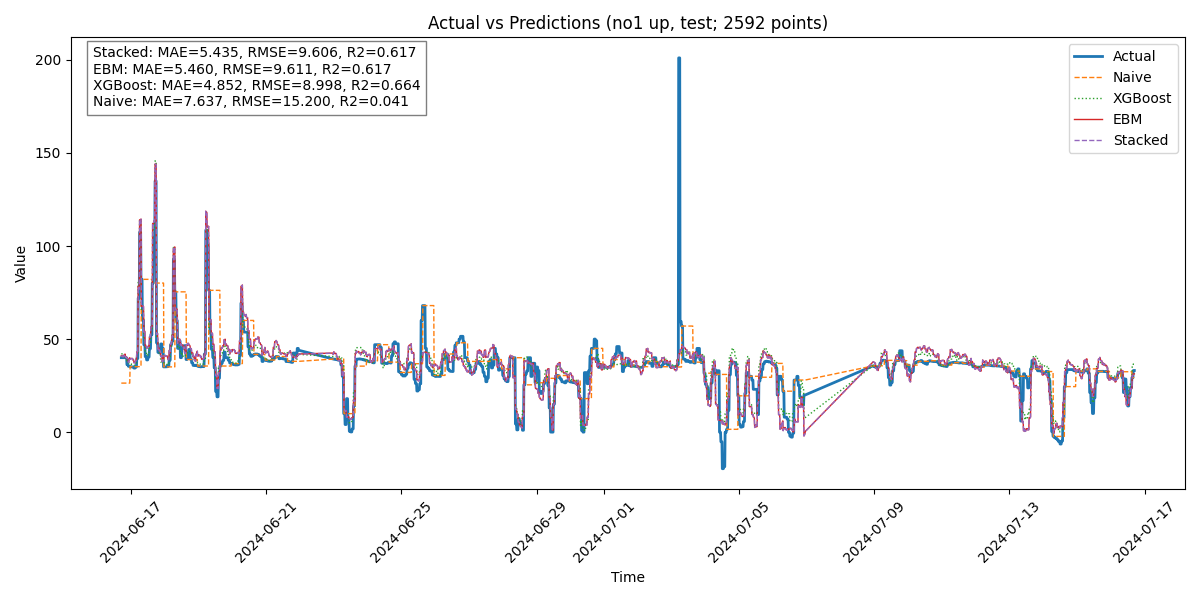 Actual vs Predictions (no1 up, test; 2592 points)
Stacked: MAE=5.435, RMSE=9.606, R2=0.617
EBM: MAE=5.460, RMSE=9.611, R2=0.617
XGBoost: MAE=4.852, RMSE=8.998, R2=0.664
Naive: MAE=7.637, RMSE=15.200, R2=0.041
Actual
Naive
XGBoost
EBM
Stacked
Value
200
150
100
50
0
2024-06-17
2024-06-21
2024-06-25
2024-06-29
2024-07-01
2024-07-05
2024-07-09
2024-07-13
2024-07-17
Time